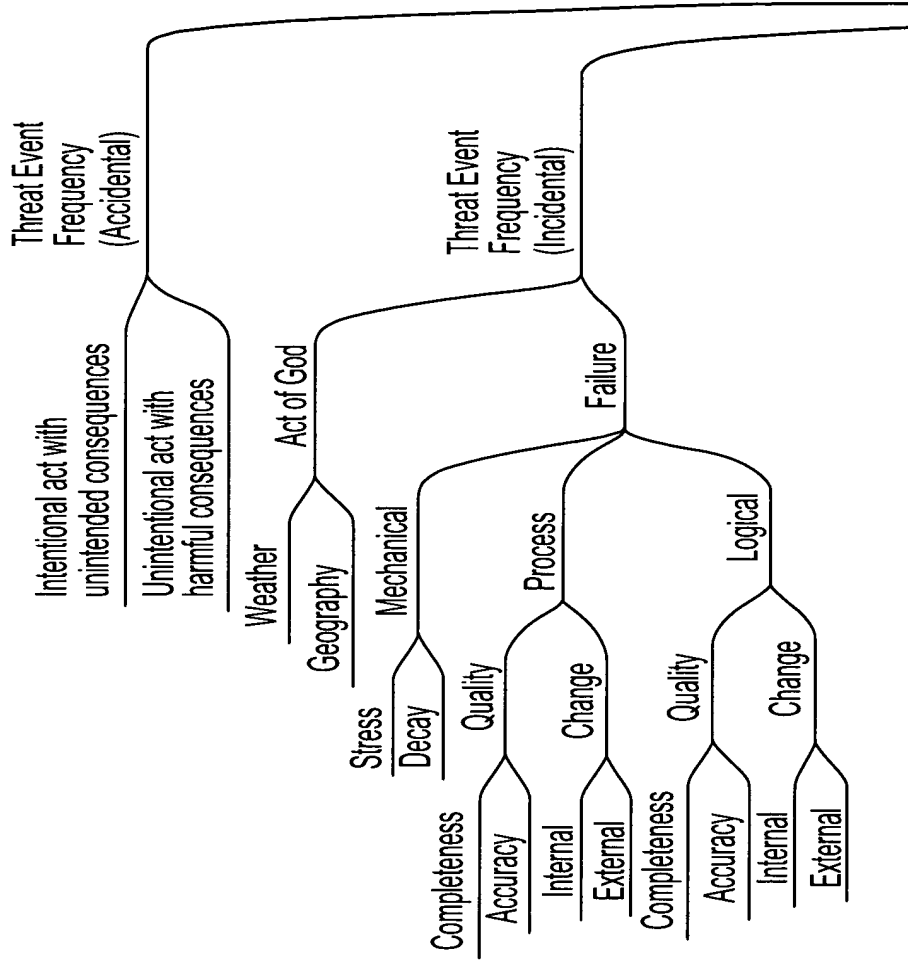 Threat Event
Frequency
(Accidental)
Intentional act with
unintended consequences
Unintentional act with
harmful consequences
Threat Event
Frequency
(Incidental)
Act of God
Weather
Geography
Failure
Mechanical
Stress
Decay
Process
Quality
Completeness
Accuracy
Change
Internal
External
Logical
Quality
Completeness
Accuracy
Change
Internal
External